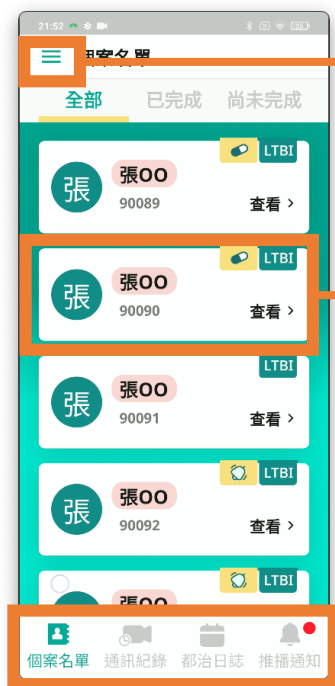 21:52
個案名單
全部 已完成 尚未完成
LTBI
張 張OO
90089 查看 >
LTBI
張 張OO
90090 查看 >
LTBI
張 張OO
90091 查看 >
LTBI
張 張OO
90092 查看 >
LTBI
張OO
個案名單 通訊紀錄 都治日誌 推播通知